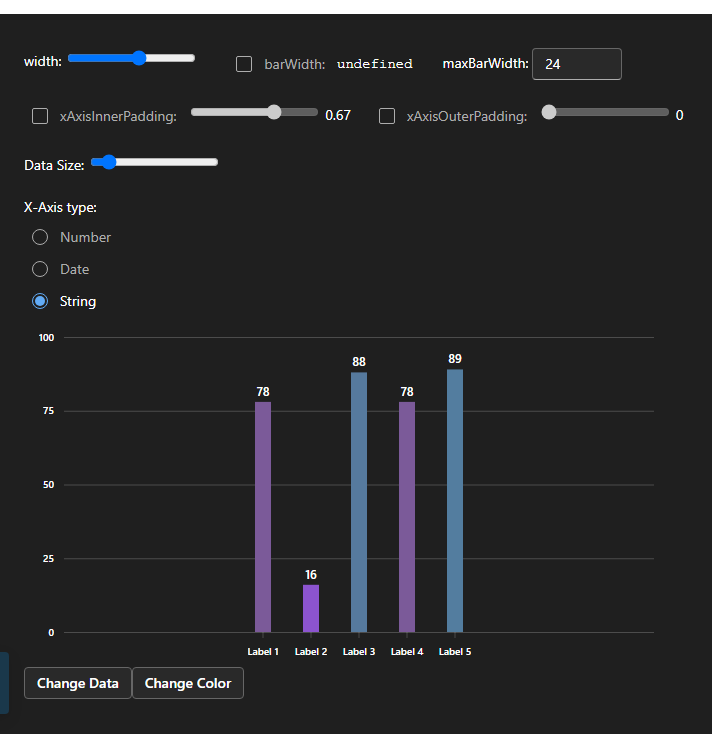 width: barWidth: undefined maxBarWidth: 24
xAxisInnerPadding: 0.67 xAxisOuterPadding: 0
Data Size:
X-Axis type:
Number
Date
String
100
75
50
25
0
78
16
88
78
89
Label 1 Label 2 Label 3 Label 4 Label 5
Change Data Change Color